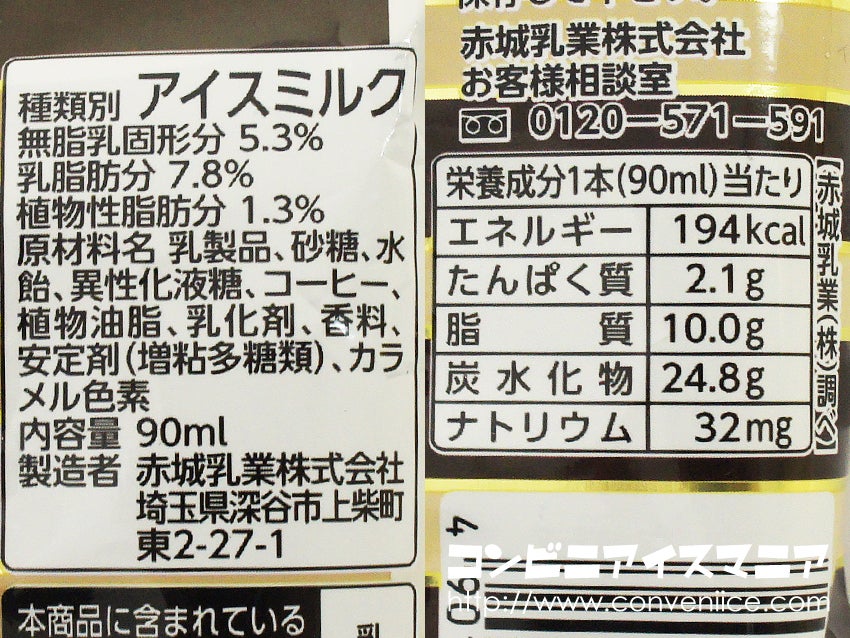 種類別 アイスミルク
無脂乳固形分 5.3%
乳脂肪分 7.8%
植物性脂肪分 1.3%
原材料名 乳製品、砂糖、水
飴、異性化液糖、コーヒー、
植物油脂、乳化剤、香料、
安定剤(増粘多糖類)、カラ
メル色素
内容量 90ml
製造者 赤城乳業株式会社
埼玉県深谷市上柴町
東2-27-1
本商品に含まれている
乳
赤城乳業株式会社
お客様相談室
0120-571-591
栄養成分1本(90ml)当たり
エネルギー 194kcal
たんぱく質 2.1g
脂質 10.0g
炭水化物 24.8g
ナトリウム 32mg
【赤城乳業(株)調べ】
コンビニアイスマニア
http://www.conveniice.com